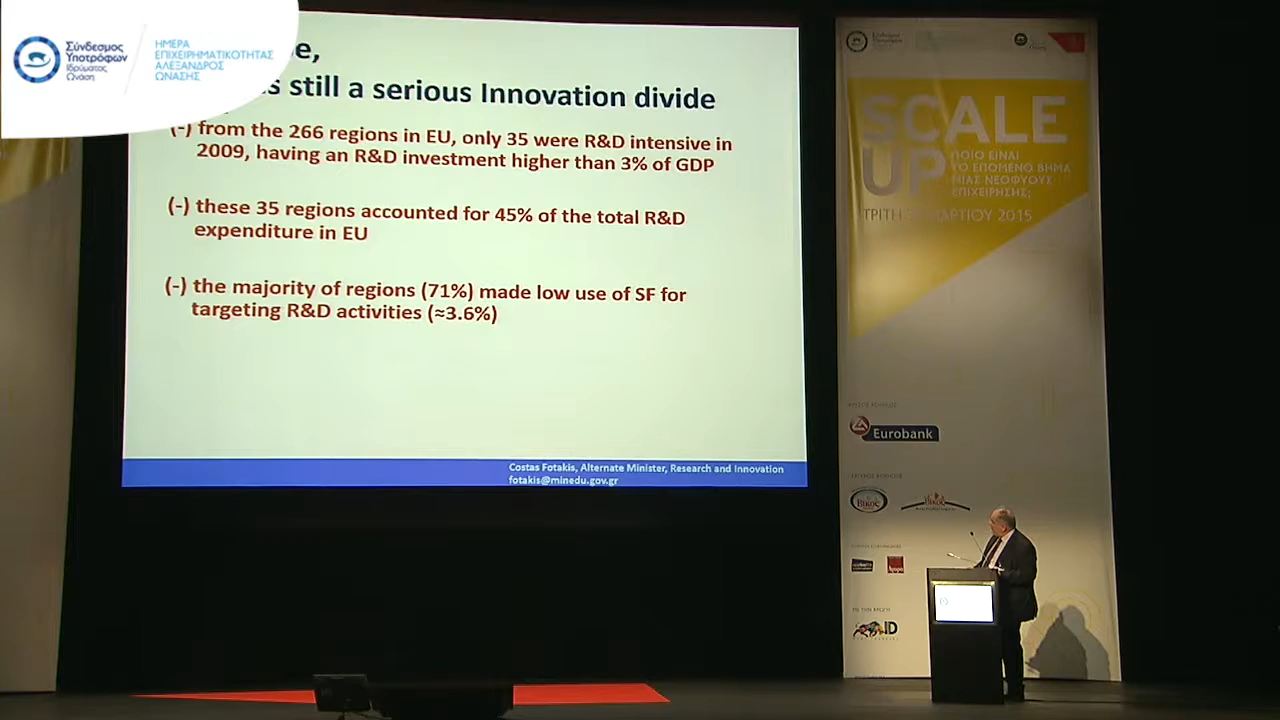 Σύνδεσμος
Υποτρόφων
Ιδρύματος
Ωνάση
ΗΜΕΡΑ
ΕΠΙΧΕΙΡΗΜΑΤΙΚΟΤΗΤΑΣ
ΑΛΕΞΑΝΔΡΟΣ
ΩΝΑΣΗΣ
still a serious Innovation divide
(-) from the 266 regions in EU, only 35 were R&D intensive in
2009, having an R&D investment higher than 3% of GDP
(-) these 35 regions accounted for 45% of the total R&D
expenditure in EU
(-) the majority of regions (71%) made low use of SF for
targeting R&D activities (≈3.6%)
Costas Fotakis, Alternate Minister, Research and Innovation
fotakis@minedu.gov.gr
SCALE
UP
ΠΟΙΟ ΕΙΝΑΙ
ΤΟ ΕΠΟΜΕΝΟ ΒΗΜΑ
ΜΙΑΣ ΝΕΟΦΥΟΥΣ
ΕΠΙΧΕΙΡΗΣΗΣ;
ΤΡΙΤΗ ΜΑΡΤΙΟΥ 2015
Eurobank
Βίκος
Βίκος
ID